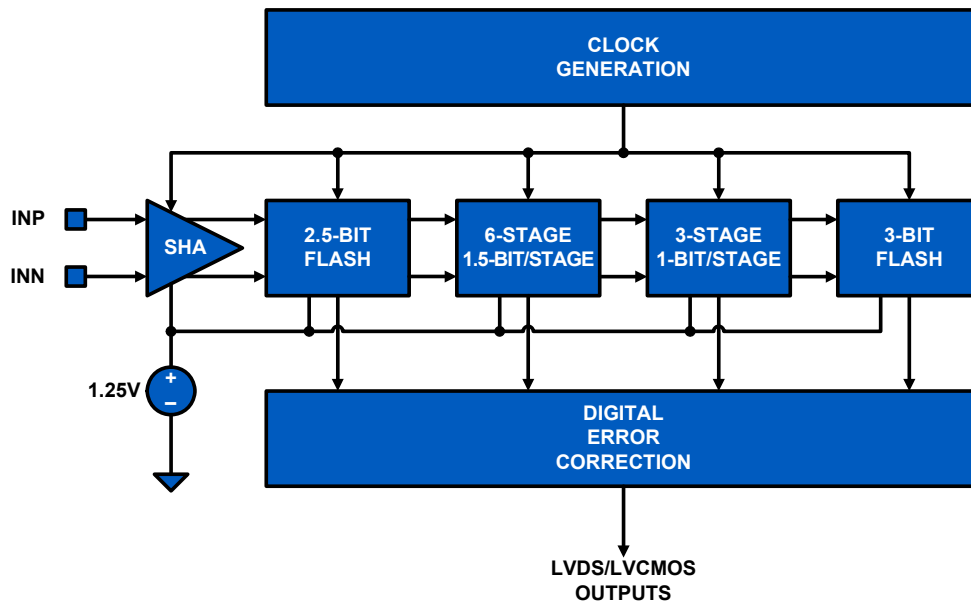 CLOCK
GENERATION
INP
INN
SHA
2.5-BIT
FLASH
6-STAGE
1.5-BIT/STAGE
3-STAGE
1-BIT/STAGE
3-BIT
FLASH
1.25V
+
–
DIGITAL
ERROR
CORRECTION
LVDS/LVCMOS
OUTPUTS